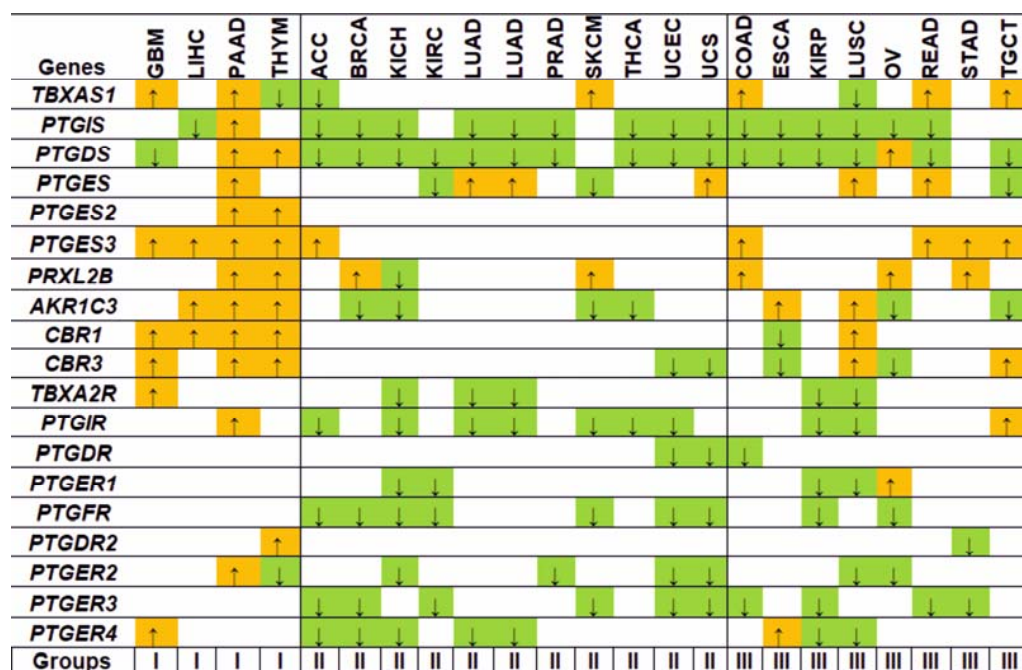 Genes GBM LIHC PAAD THYM ACC BRCA KICH KIRC LUAD LUAD PRAD SKCM THCA UCEC UCS COAD ESCA KIRP LUSC OV READ STAD TGCT
TBXAS1 ↑ ↑ ↓ ↓ ↑ ↑ ↓ ↑ ↑
PTGIS ↓ ↑ ↓ ↓ ↓ ↓ ↓ ↓ ↓ ↓ ↓ ↓ ↓ ↓ ↓ ↓ ↓
PTGDS ↓ ↑ ↑ ↓ ↓ ↓ ↓ ↓ ↓ ↓ ↓ ↓ ↓ ↓ ↓ ↓ ↓ ↑ ↓ ↓
PTGES ↑ ↓ ↑ ↑ ↓ ↑ ↑ ↑ ↓
PTGES2 ↑ ↑
PTGES3 ↑ ↑ ↑ ↑ ↑ ↑ ↑ ↑ ↑
PRXL2B ↑ ↑ ↑ ↓ ↑ ↑ ↑ ↑
AKR1C3 ↑ ↑ ↑ ↓ ↓ ↓ ↓ ↑ ↑ ↓ ↓
CBR1 ↑ ↑ ↑ ↑ ↓ ↑
CBR3 ↑ ↑ ↑ ↓ ↓ ↓ ↑ ↓ ↑
TBXA2R ↑ ↓ ↓ ↓ ↓ ↓
PTGIR ↑ ↓ ↓ ↓ ↓ ↓ ↓ ↓ ↓ ↓ ↑
PTGDR ↓ ↓ ↓
PTGER1 ↓ ↓ ↓ ↓ ↑
PTGFR ↓ ↓ ↓ ↓ ↓ ↓ ↓ ↓ ↓
PTGDR2 ↑ ↓
PTGER2 ↑ ↓ ↓ ↓ ↓ ↓ ↓ ↓
PTGER3 ↓ ↓ ↓ ↓ ↓ ↓ ↓ ↓ ↓ ↓
PTGER4 ↑ ↓ ↓ ↓ ↓ ↓ ↑ ↓ ↓
Groups I I I I II II II II II II II II II II II III III III III III III III III